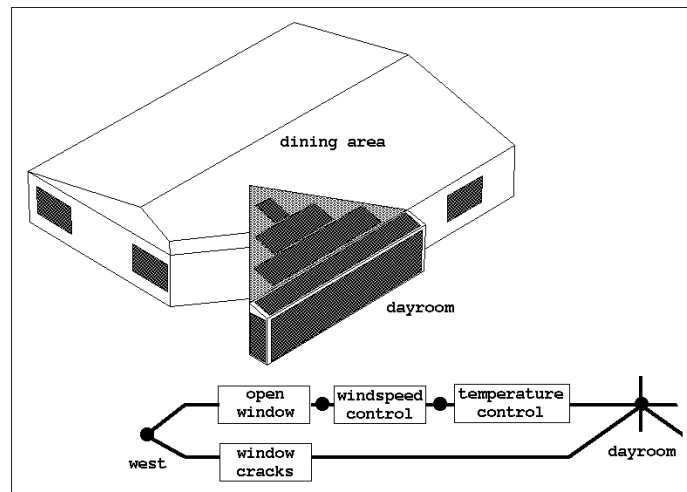 dining area
dayroom
open
window
windspeed
control
temperature
control
west
window
cracks
dayroom